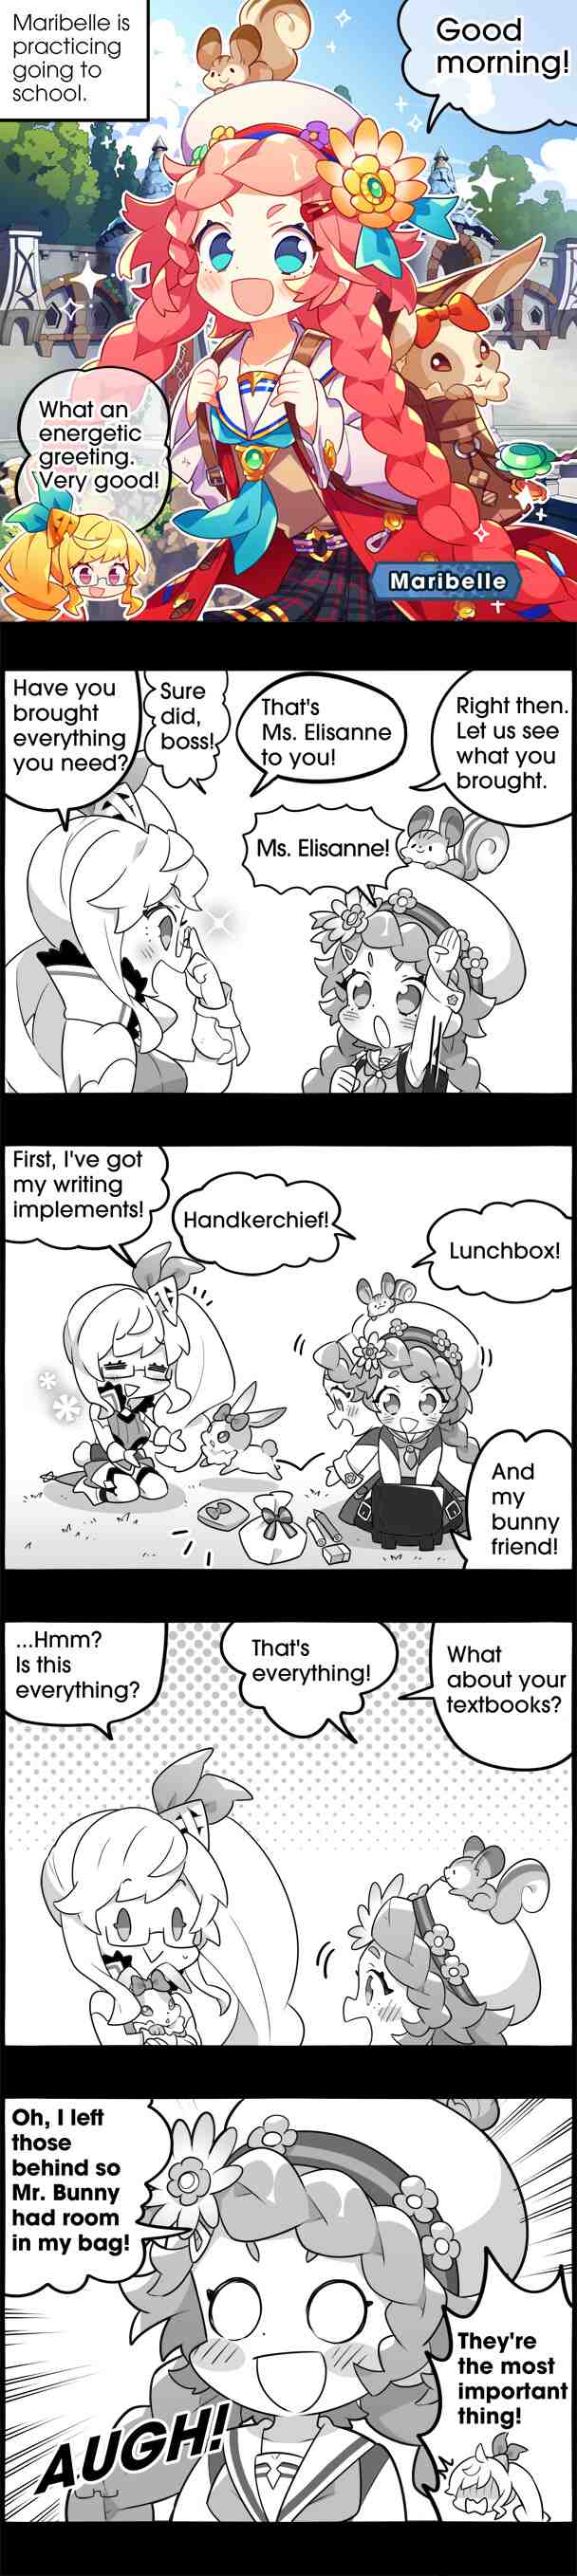 Maribelle is
practicing
going to
school.
Good
morning!
What an
energetic
greeting.
Very good!
Maribelle
Have you
brought
everything
you need?
Sure
did,
boss!
That's
Ms. Elisanne
to you!
Right then.
Let us see
what you
brought.
Ms. Elisanne!
First, I've got
my writing
implements!
Handkerchief!
Lunchbox!
And
my
bunny
friend!
...Hmm?
Is this
everything?
That's
everything!
What
about your
textbooks?
Oh, I left
those
behind so
Mr. Bunny
had room
in my bag!
They're
the most
important
thing!
AUGH!